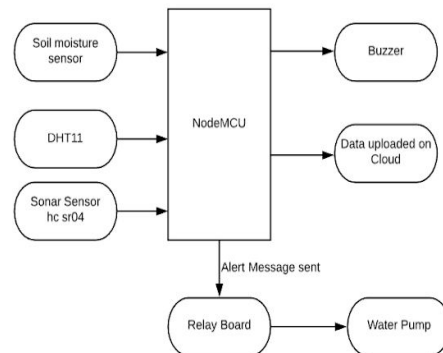 Soil moisture
sensor
Buzzer
NodeMCU
DHT11
Data uploaded on
Cloud
Sonar Sensor
hc sr04
Alert Message sent
Relay Board
Water Pump